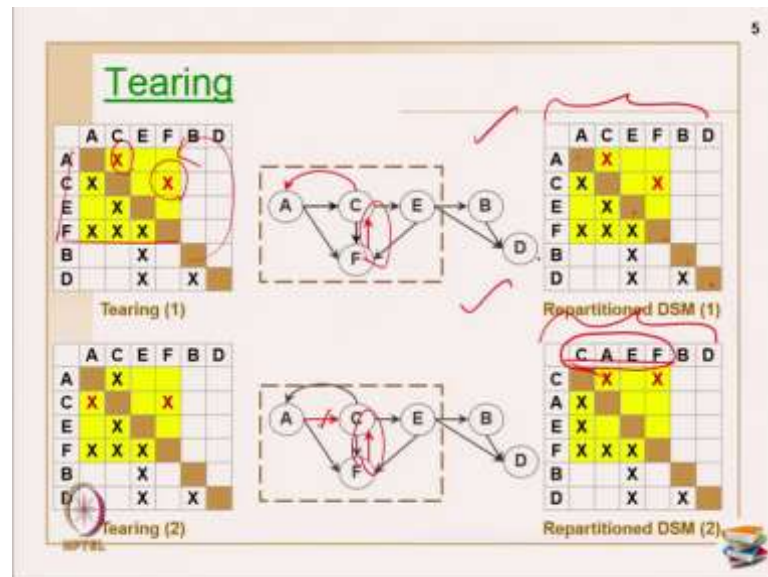 5
Tearing
A C E F B D
A X
C X X
E X
F X X X
B X
D X X
Tearing (1)
A C E B D F
A C E F B D
A X
C X X
E X
F X X X
B X
D X X
Repartitioned DSM (1)
A C E F B D
A X
C X X
E X
F X X X
B X
D X X
Tearing (2)
A C E B D F
C A E F B D
C X X
A X
E X
F X X X
B X
D X X
Repartitioned DSM (2)
NPTEL